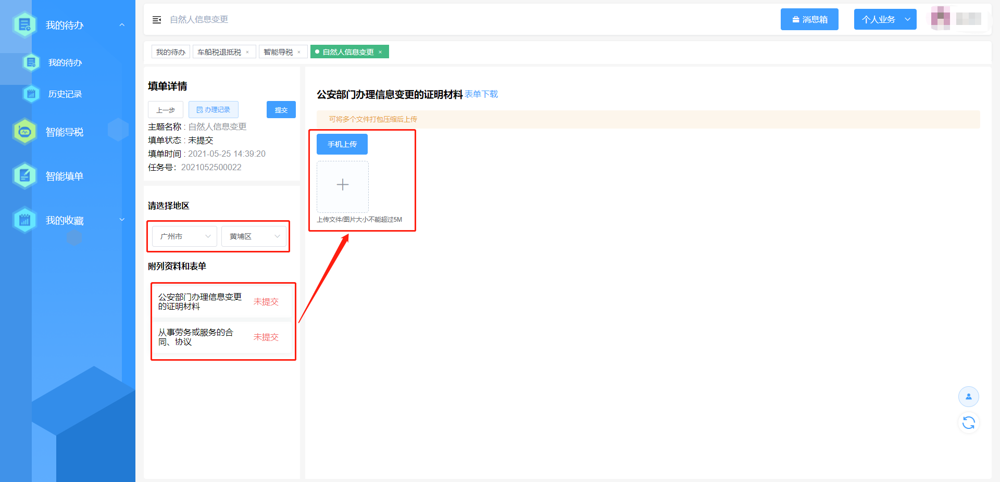 我的待办
我的待办
历史记录
智能导税
智能填单
我的收藏
自然人信息变更
消息箱
个人业务
我的待办
车船税退抵税 ×
智能导税 ×
自然人信息变更 ×
填单详情
上一步
办理记录
提交
主题名称 : 自然人信息变更
填单状态 : 未提交
填单时间 : 2021-05-25 14:39:20
任务号： 2021052500022
请选择地区
广州市
黄埔区
附列资料和表单
公安部门办理信息变更
的证明材料
未提交
从事劳务或服务的合
同、协议
未提交
公安部门办理信息变更的证明材料 表单下载
可将多个文件打包压缩后上传
手机上传
上传文件/图片大小不能超过5M